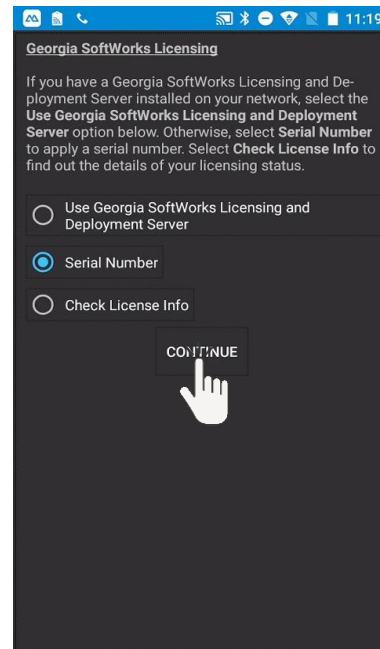 11:19
Georgia SoftWorks Licensing
If you have a Georgia SoftWorks Licensing and De-
ployment Server installed on your network, select the
Use Georgia SoftWorks Licensing and Deployment
Server option below. Otherwise, select Serial Number
to apply a serial number. Select Check License Info to
find out the details of your licensing status.
Use Georgia SoftWorks Licensing and
Deployment Server
Serial Number
Check License Info
CONTINUE